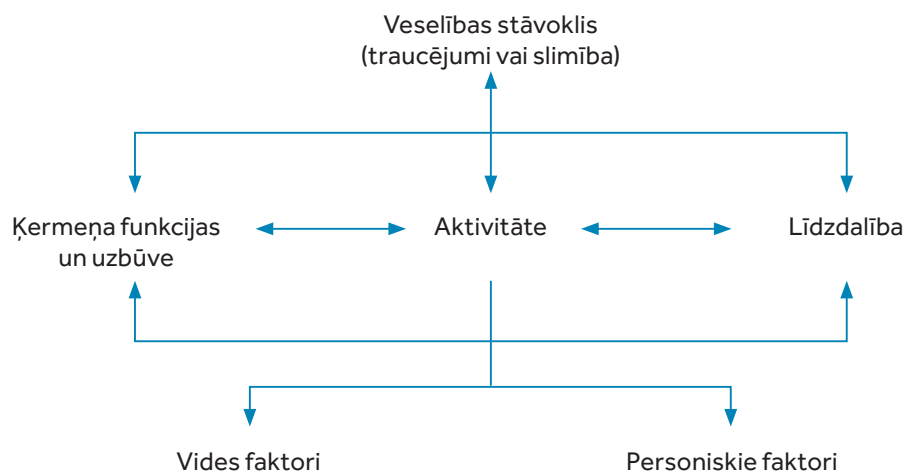 Veselības stāvoklis
(traucējumi vai slimība)
Ķermeņa funkcijas
un uzbūve
Aktivitāte
Līdzdalība
Vides faktori
Personiskie faktori